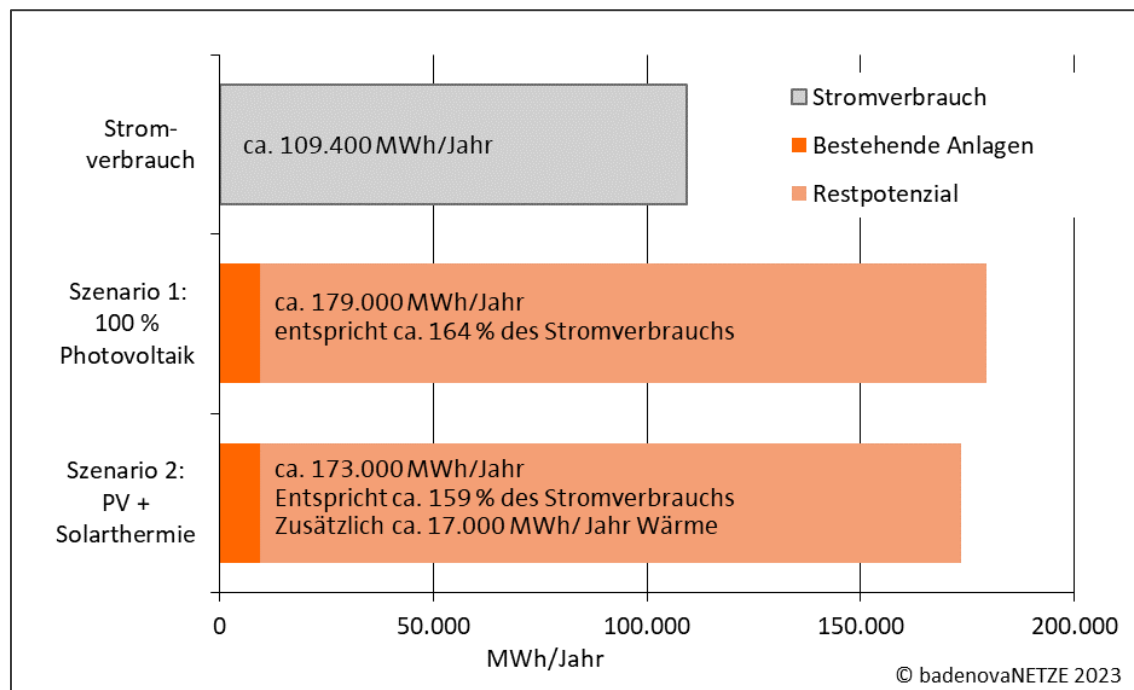 Strom-
verbrauch
ca. 109.400 MWh/Jahr
Stromverbrauch
Bestehende Anlagen
Restpotenzial
Szenario 1:
100 %
Photovoltaik
ca. 179.000 MWh/Jahr
entspricht ca. 164 % des Stromverbrauchs
Szenario 2:
PV +
Solarthermie
ca. 173.000 MWh/Jahr
Entspricht ca. 159 % des Stromverbrauchs
Zusätzlich ca. 17.000 MWh/ Jahr Wärme
0 50.000 100.000 150.000 200.000
MWh/Jahr
© badenovaNETZE 2023